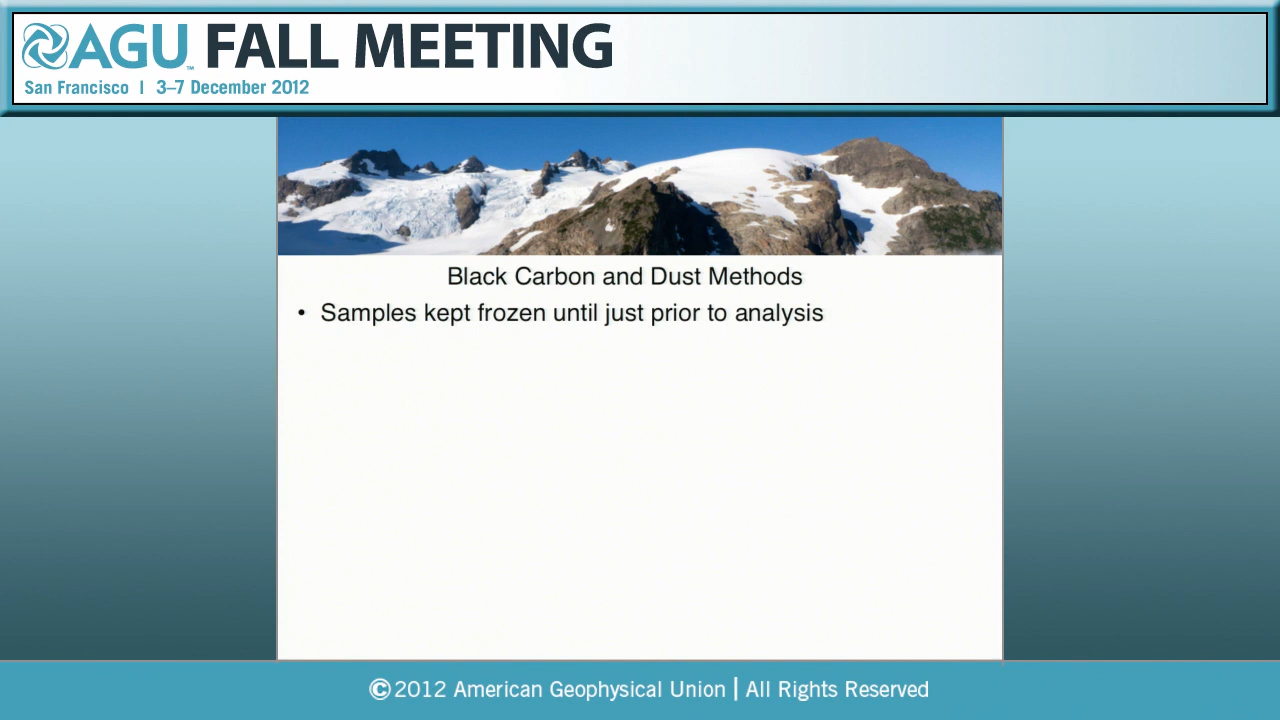 AGU™ FALL MEETING
San Francisco | 3–7 December 2012
Black Carbon and Dust Methods
• Samples kept frozen until just prior to analysis
©2012 American Geophysical Union | All Rights Reserved